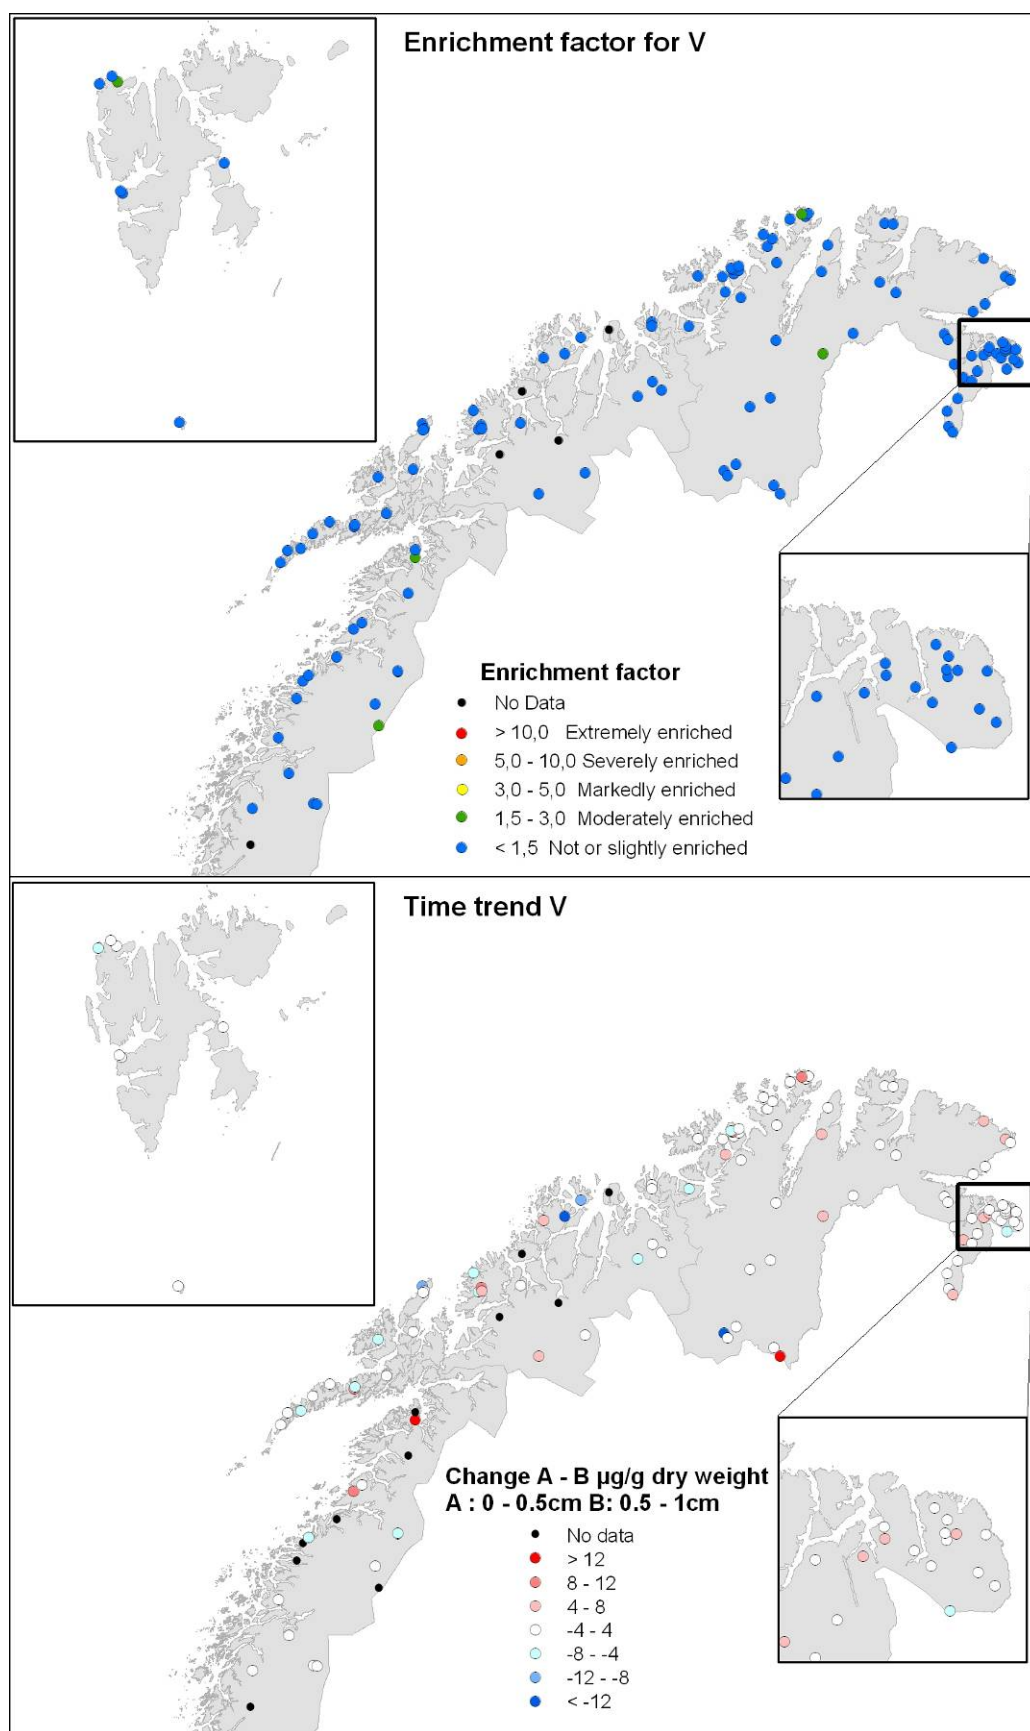 Enrichment factor for V
Enrichment factor
No Data
> 10,0 Extremely enriched
5,0 - 10,0 Severely enriched
3,0 - 5,0 Markedly enriched
1,5 - 3,0 Moderately enriched
< 1,5 Not or slightly enriched
Time trend V
Change A - B µg/g dry weight
A : 0 - 0.5cm B: 0.5 - 1cm
No data
> 12
8 - 12
4 - 8
-4 - 4
-8 - -4
-12 - -8
< -12